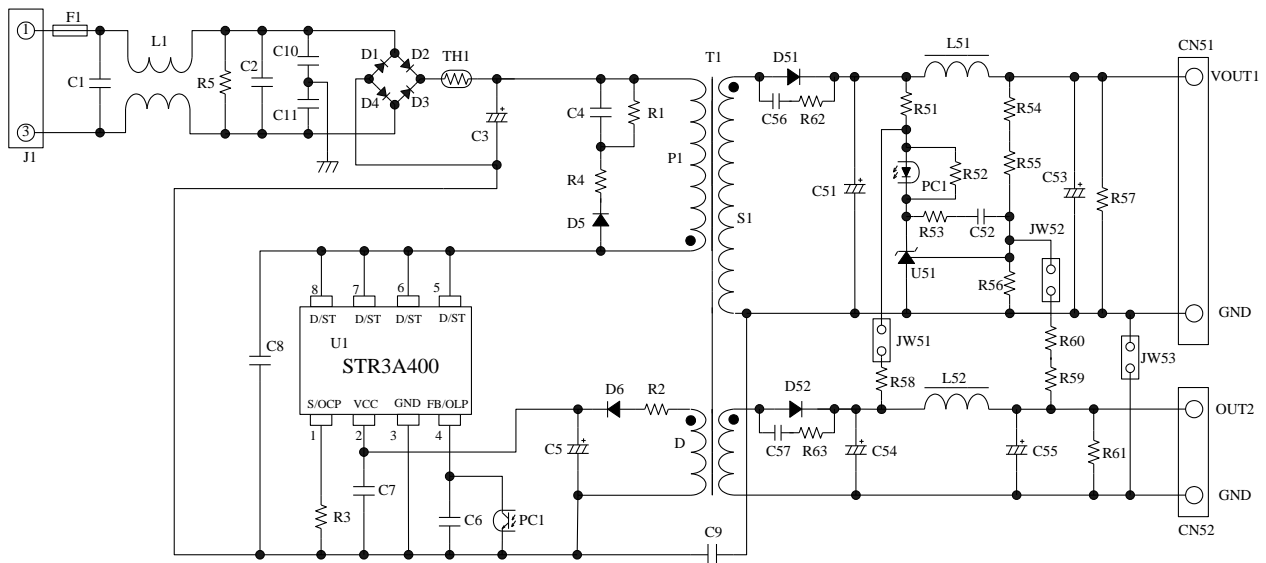 F1
J1
1
3
C1
L1
R5
C2
C10
C11
D1
D2
D4
D3
TH1
C3
C4
R1
R4
D5
P1
T1
S1
D51
C56
R62
C51
L51
R51
PC1
R52
R53
C52
U51
R54
R55
R56
C53
R57
JW52
CN51
VOUT1
GND
8
7
6
5
D/ST
D/ST
D/ST
D/ST
U1
STR3A400
S/OCP
VCC
GND
FB/OLP
1
2
3
4
C8
R3
C7
C6
PC1
C5
D6
R2
D
C9
D52
C57
R63
C54
JW51
R58
L52
C55
R60
R59
R61
JW53
OUT2
GND
CN52